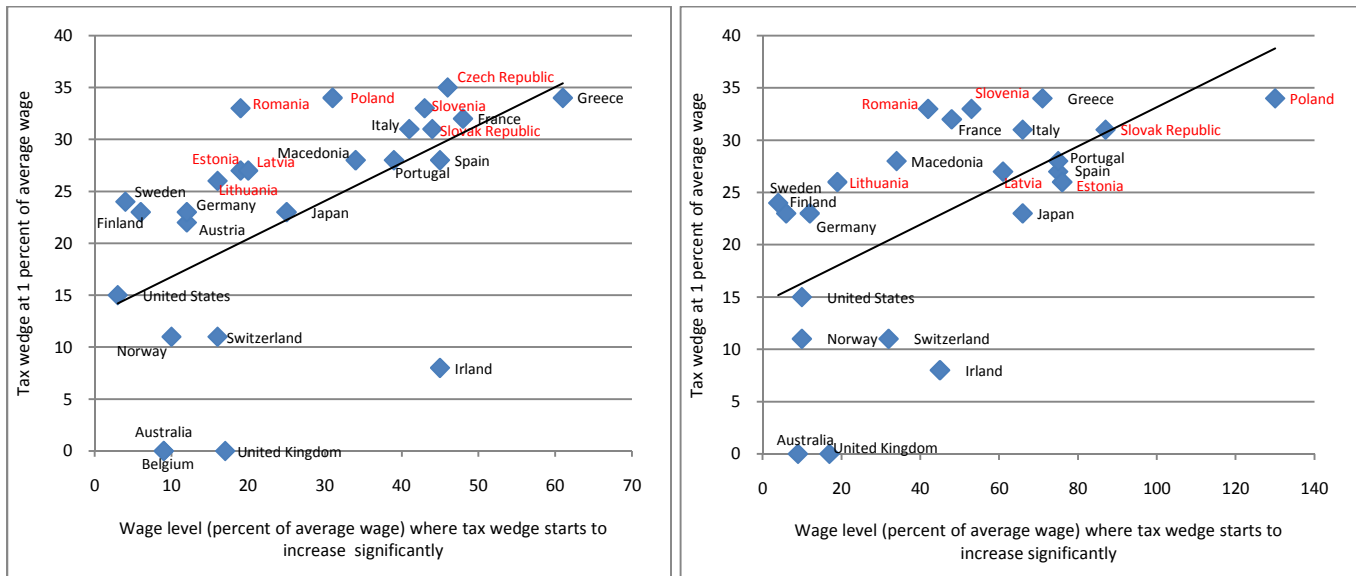 40
35
30
25
20
15
10
5
0
Tax wedge at 1 percent of average wage
Czech Republic
Romania
Poland
Greece
Slovenia
France
Italy
Slovak Republic
Macedonia
Estonia
Latvia
Spain
Portugal
Lithuania
Sweden
Germany
Finland
Japan
Austria
United States
Norway
Switzerland
Irland
Australia
United Kingdom
Belgium
0 10 20 30 40 50 60 70
Wage level (percent of average wage) where tax wedge starts to
increase significantly
40
35
30
25
20
15
10
5
0
Tax wedge at 1 percent of average wage
Slovenia
Romania
Greece
Poland
France
Italy
Slovak Republic
Macedonia
Portugal
Spain
Sweden
Lithuania
Latvia
Estonia
Finland
Germany
Japan
United States
Norway
Switzerland
Irland
Australia
United Kingdom
0 20 40 60 80 100 120 140
Wage level (percent of average wage) where tax wedge starts to
increase significantly